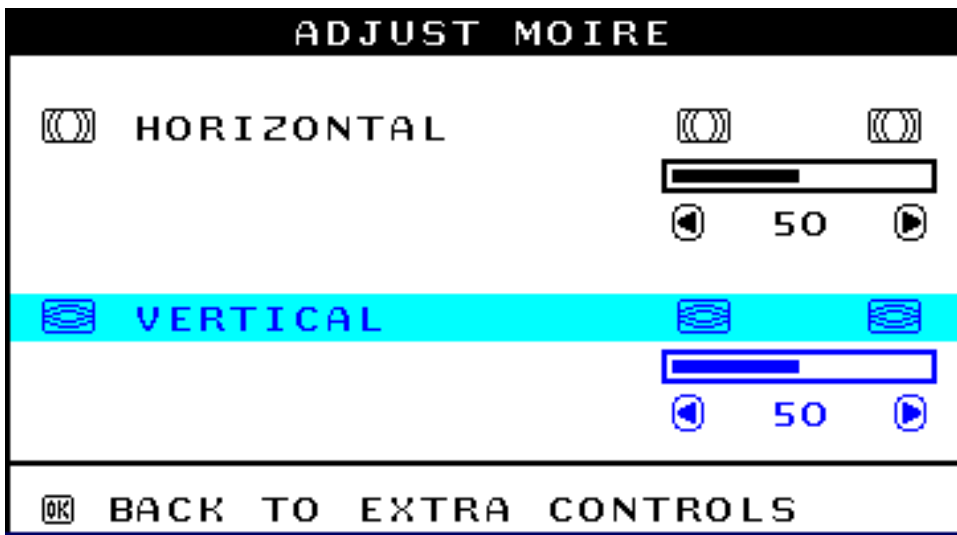 ADJUST MOIRE
HORIZONTAL
50
VERTICAL
50
OK BACK TO EXTRA CONTROLS